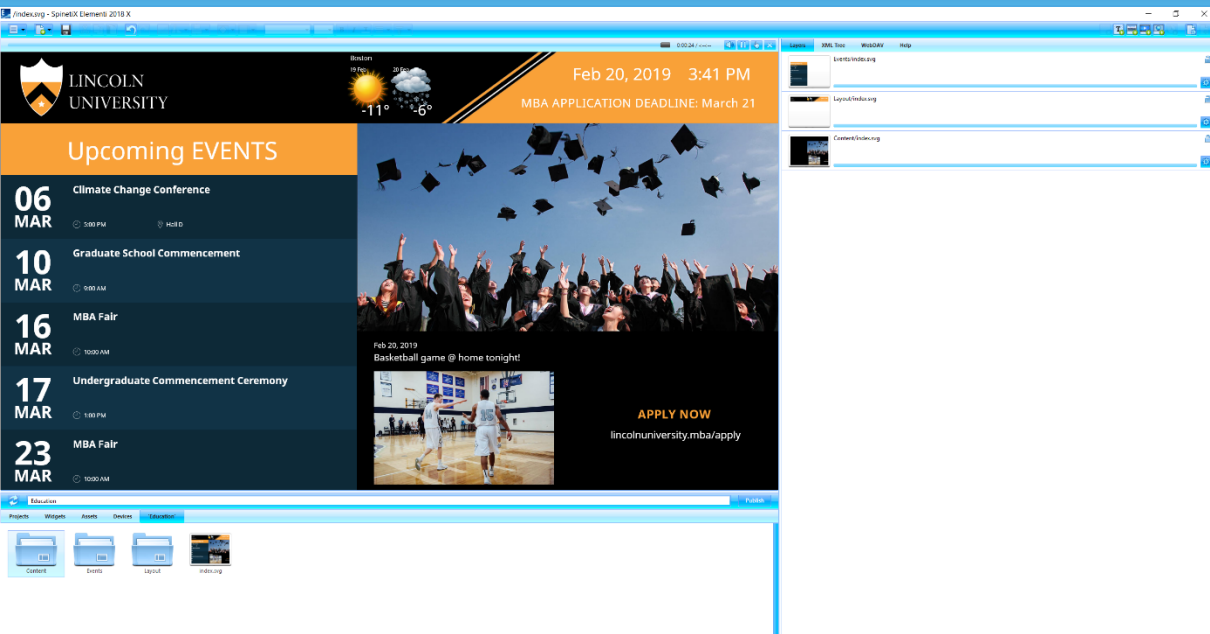 /index.svg - SpinetiX Elementi 2018 X
Layers XML Tree WebDAV Help
Events/index.svg
Layout/index.svg
Content/index.svg
LINCOLN
UNIVERSITY
Boston
19 Feb 20 Feb
-11° -6°
Feb 20, 2019 3:41 PM
MBA APPLICATION DEADLINE: March 21
Upcoming EVENTS
06
MAR
Climate Change Conference
5:00 PM Hall D
10
MAR
Graduate School Commencement
9:00 AM
16
MAR
MBA Fair
10:00 AM
17
MAR
Undergraduate Commencement Ceremony
1:00 PM
23
MAR
MBA Fair
10:00 AM
Feb 20, 2019
Basketball game @ home tonight!
APPLY NOW
lincolnuniversity.mba/apply
Education
Publish
Projects Widgets Assets Devices Education
Content Events Layout index.svg